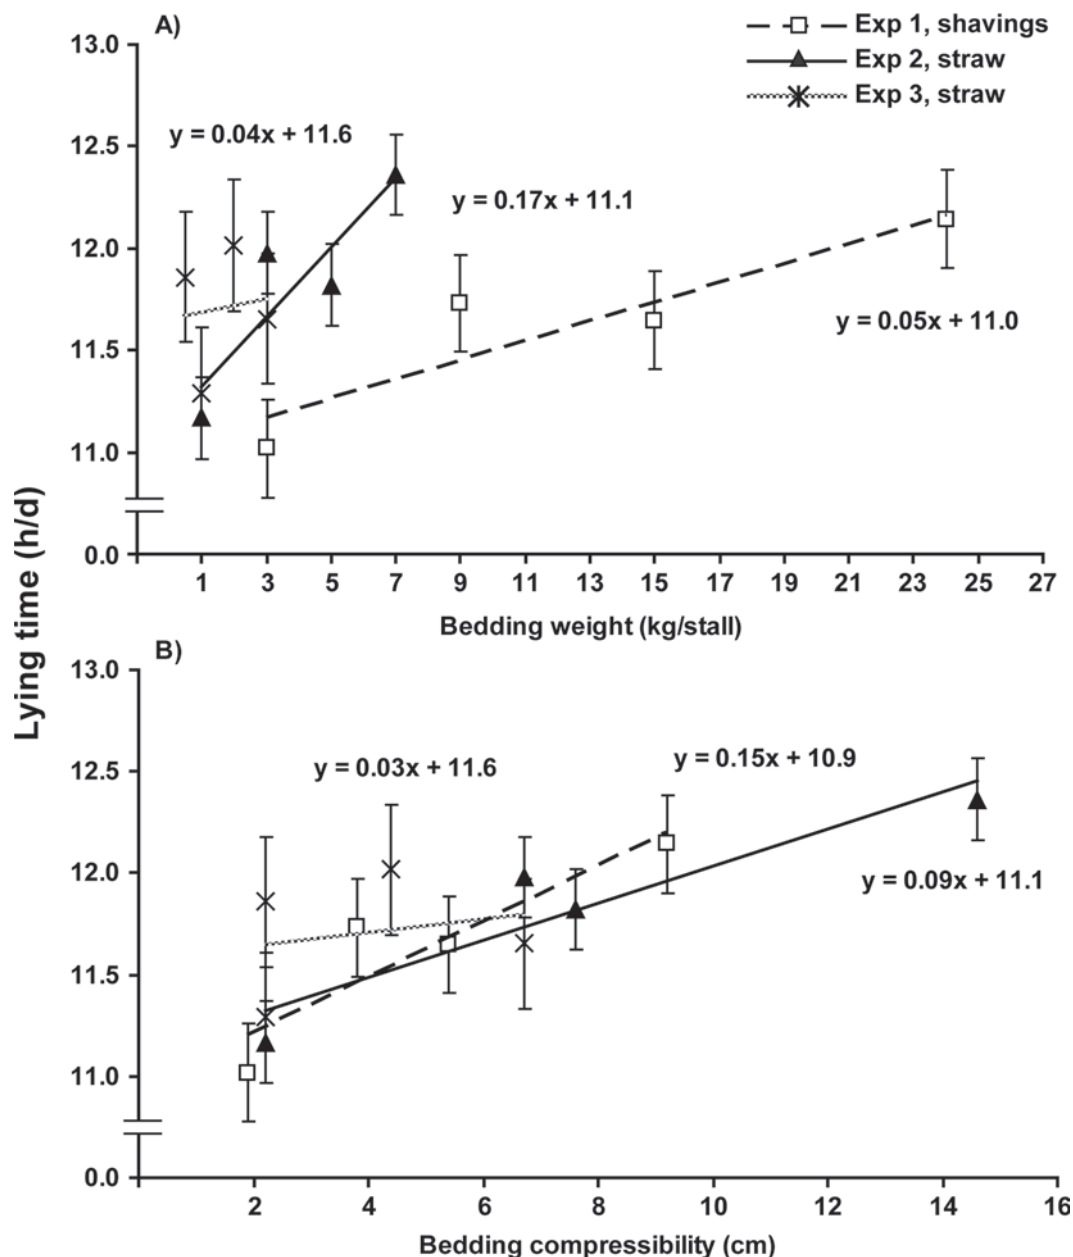 A)
Exp 1, shavings
Exp 2, straw
Exp 3, straw
13.0
y = 0.04x + 11.6
12.5
y = 0.17x + 11.1
12.0
y = 0.05x + 11.0
11.5
11.0
0.0
1 3 5 7 9 11 13 15 17 19 21 23 25 27
Bedding weight (kg/stall)
Lying time (h/d)
B)
13.0
y = 0.03x + 11.6
y = 0.15x + 10.9
12.5
12.0
y = 0.09x + 11.1
11.5
11.0
0.0
2 4 6 8 10 12 14 16
Bedding compressibility (cm)